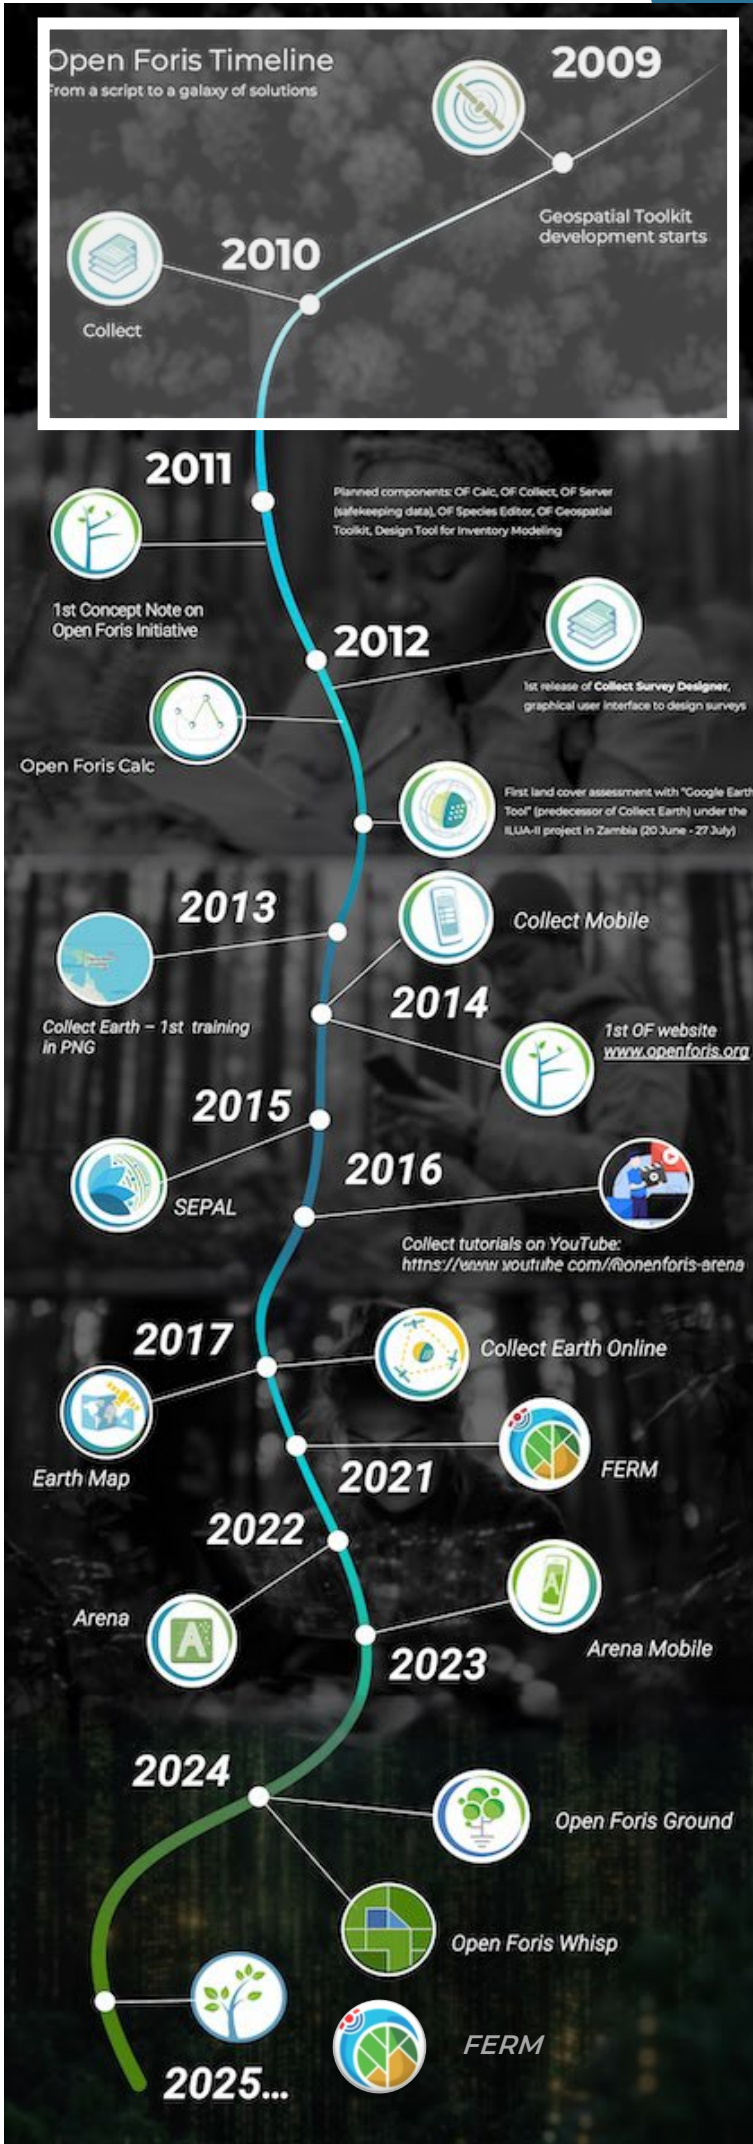 Open Foris Timeline
From a script to a galaxy of solutions
2009
Geospatial Toolkit
development starts
2010
Collect
2011
Planned components: OF Calc, OF Collect, OF Server
(safekeeping data), OF Species Editor, OF Geospatial
Toolkit, Design Tool for Inventory Modeling
1st Concept Note on
Open Foris Initiative
2012
1st release of Collect Survey Designer,
graphical user interface to design surveys
Open Foris Calc
First land cover assessment with "Google Earth
Tool" (predecessor of Collect Earth) under the
ILUA-II project in Zambia (20 June - 27 July)
2013
Collect Mobile
Collect Earth – 1st training
in PNG
2014
1st OF website
www.openforis.org
2015
SEPAL
2016
Collect tutorials on YouTube:
https://www.youtube.com/@openforis-arena
2017
Collect Earth Online
Earth Map
2021
FERM
2022
Arena
A
A
Arena Mobile
2023
2024
Open Foris Ground
Open Foris Whisp
2025...
FERM